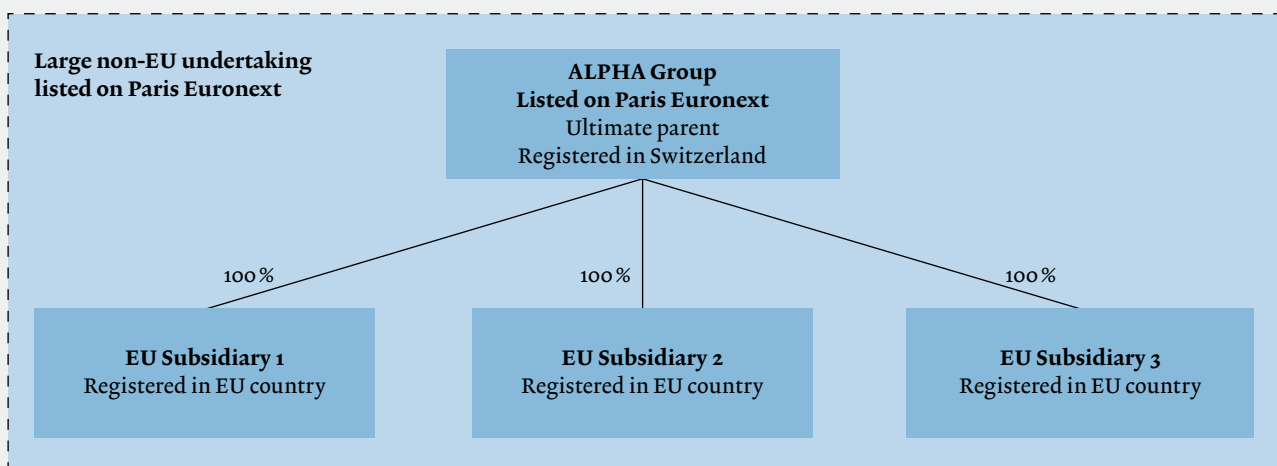 Large non-EU undertaking
listed on Paris Euronext
ALPHA Group
Listed on Paris Euronext
Ultimate parent
Registered in Switzerland
100 %
100 %
100 %
EU Subsidiary 1
Registered in EU country
EU Subsidiary 2
Registered in EU country
EU Subsidiary 3
Registered in EU country